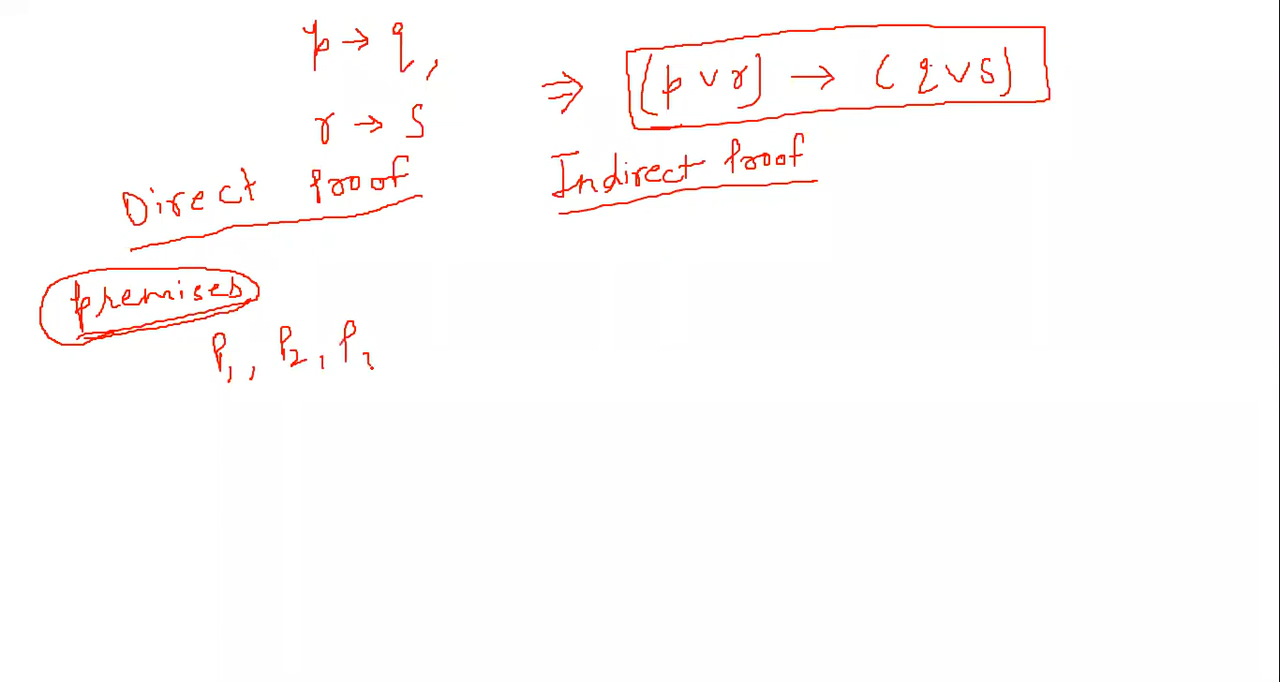 p → q,
⇒ (p ∨ r) → (q ∨ s)
r → s
Direct proof
Indirect proof
premises
P1, P2, P3